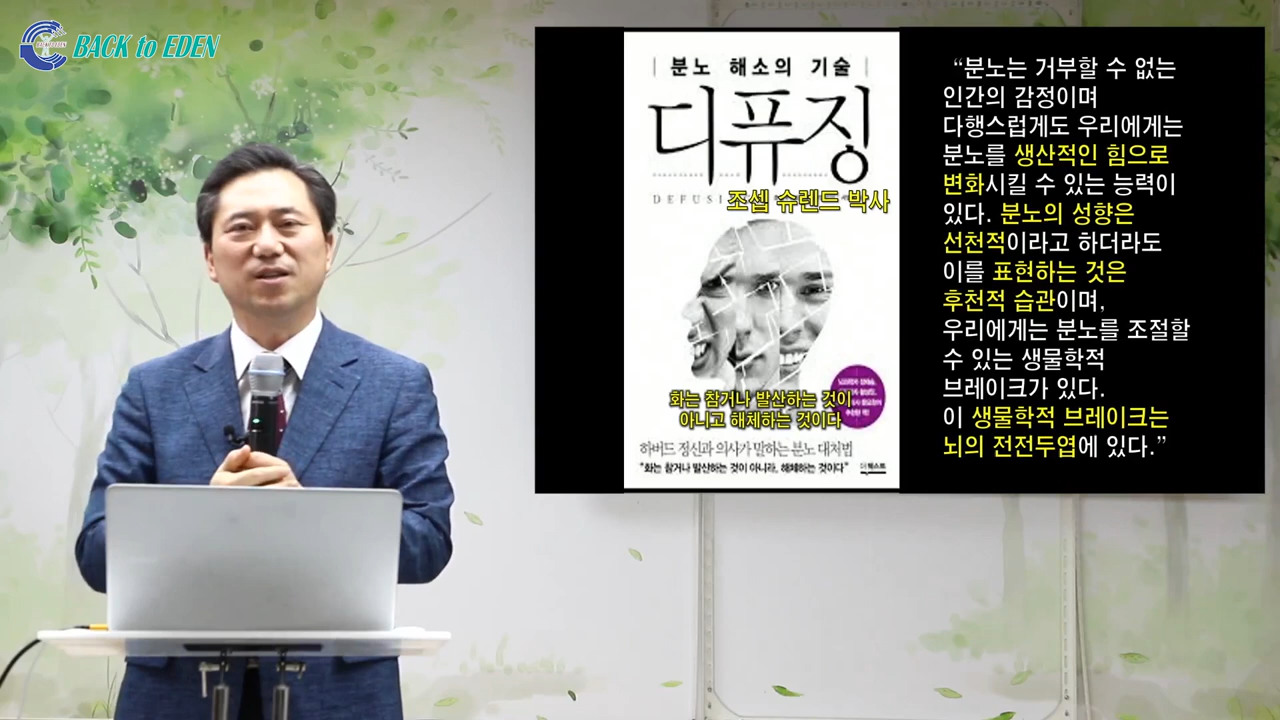 BACK to EDEN
분노 해소의 기술
디퓨징
DEFUSI
조셉 슈렌드 박사
화는 참거나 발산하는 것이
아니고 해체하는 것이다
하버드 정신과 의사가 말하는 분노 대처법
"화는 참거나 발산하는 것이 아니라, 해체하는 것이다"
더퀘스트
“분노는 거부할 수 없는
인간의 감정이며
다행스럽게도 우리에게는
분노를 생산적인 힘으로
변화시킬 수 있는 능력이
있다. 분노의 성향은
선천적이라고 하더라도
이를 표현하는 것은
후천적 습관이며,
우리에게는 분노를 조절할
수 있는 생물학적
브레이크가 있다.
이 생물학적 브레이크는
뇌의 전전두엽에 있다.”